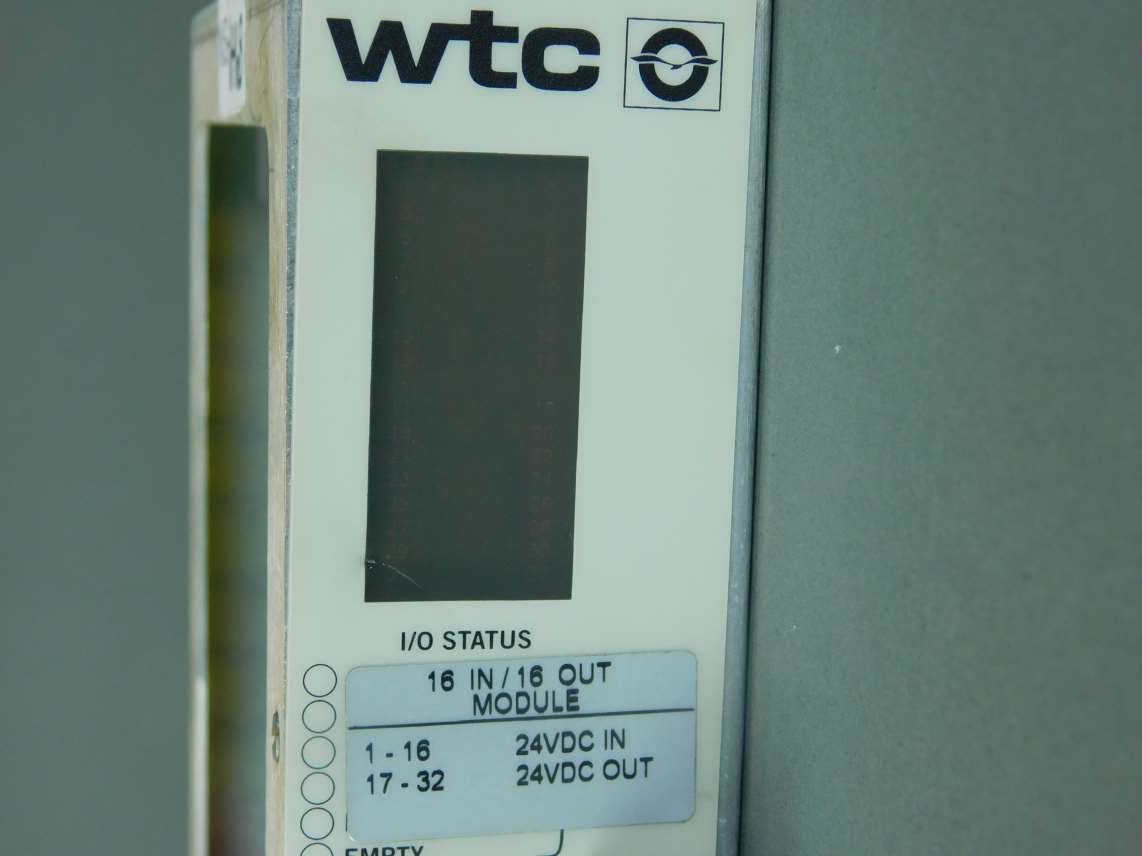 wtc
I/O STATUS
16 IN / 16 OUT
MODULE
1 - 16 24VDC IN
17 - 32 24VDC OUT
EMPTY